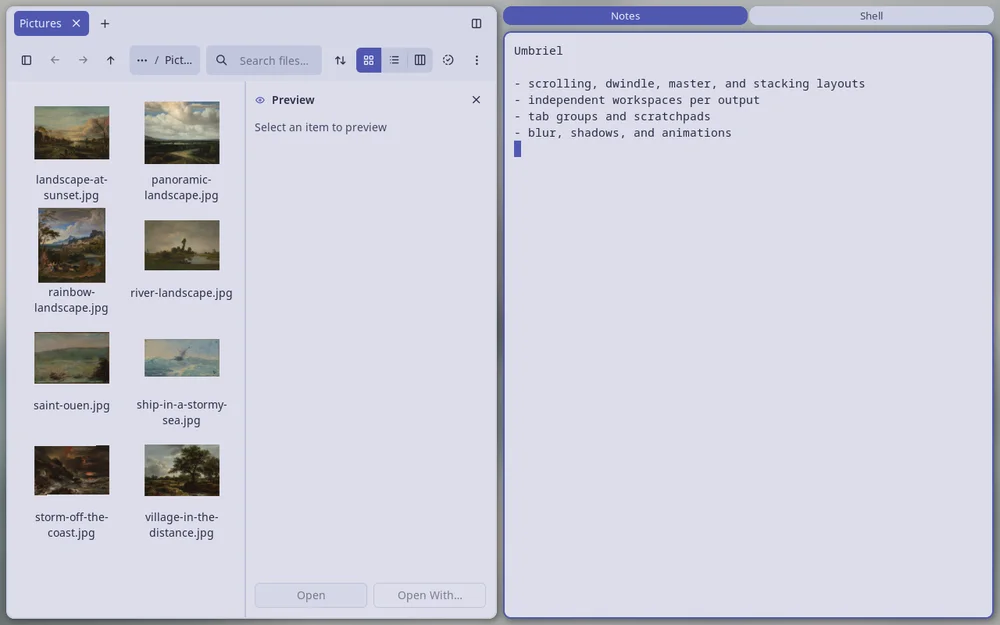 Pictures
... / Pict...
Search files...
Preview
Select an item to preview
landscape-at-
sunset.jpg
panoramic-
landscape.jpg
rainbow-
landscape.jpg
river-landscape.jpg
saint-ouen.jpg
ship-in-a-stormy-
sea.jpg
storm-off-the-
coast.jpg
village-in-the-
distance.jpg
Open
Open With...
Notes
Shell
Umbriel
- scrolling, dwindle, master, and stacking layouts
- independent workspaces per output
- tab groups and scratchpads
- blur, shadows, and animations